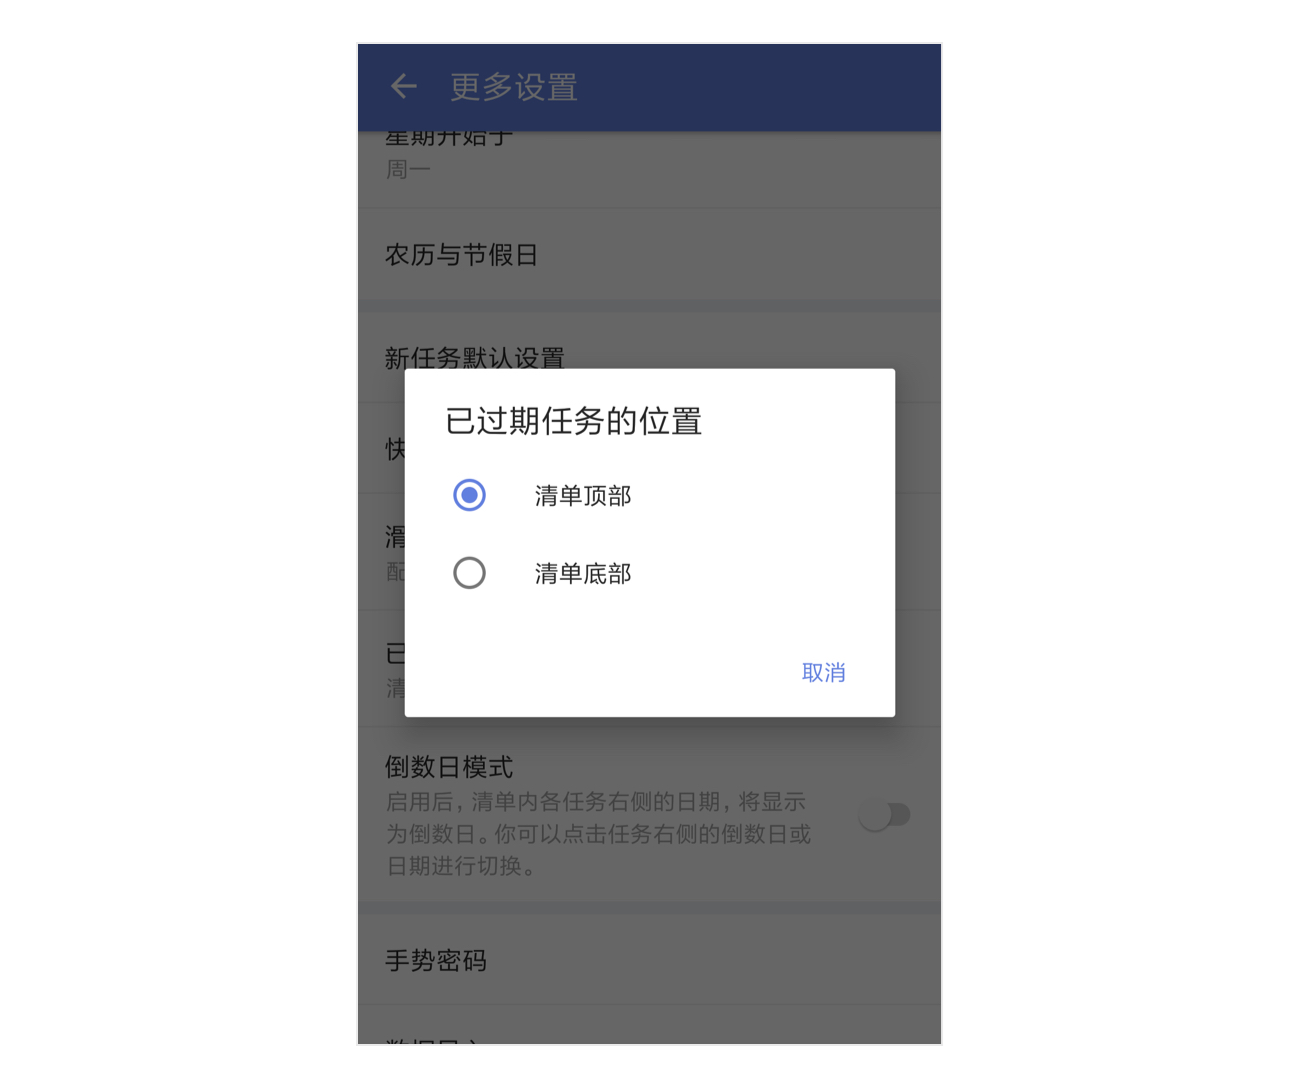 更多设置
星期开始于
周一
农历与节假日
新任务默认设置
快
已过期任务的位置
清单顶部
滑
清单底部
配
已
取消
清
倒数日模式
启用后，清单内各任务右侧的日期，将显示
为倒数日。你可以点击任务右侧的倒数日或
日期进行切换。
手势密码